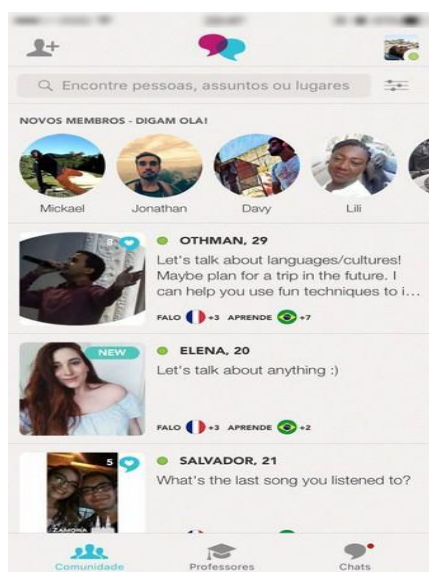 Encontre pessoas, assuntos ou lugares
NOVOS MEMBROS - DIGAM OLA!
Mickael
Jonathan
Davy
Lili
8
OTHMAN, 29
Let's talk about languages/cultures!
Maybe plan for a trip in the future. I
can help you use fun techniques to i...
FALO +3 APRENDE +7
NEW
ELENA, 20
Let's talk about anything :)
FALO +3 APRENDE +2
5
SALVADOR, 21
What's the last song you listened to?
ZAMORA
Comunidade
Professores
Chats